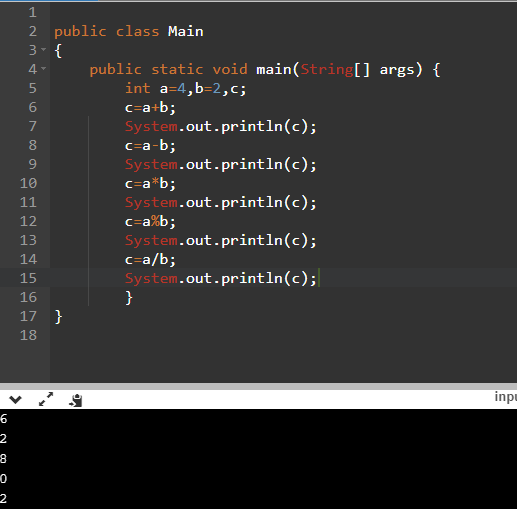 1
2 public class Main
3 {
4 public static void main(String[] args) {
5 int a=4,b=2,c;
6 c=a+b;
7 System.out.println(c);
8 c=a-b;
9 System.out.println(c);
10 c=a*b;
11 System.out.println(c);
12 c=a%b;
13 System.out.println(c);
14 c=a/b;
15 System.out.println(c);
16 }
17 }
18
inpu
6
2
8
0
2